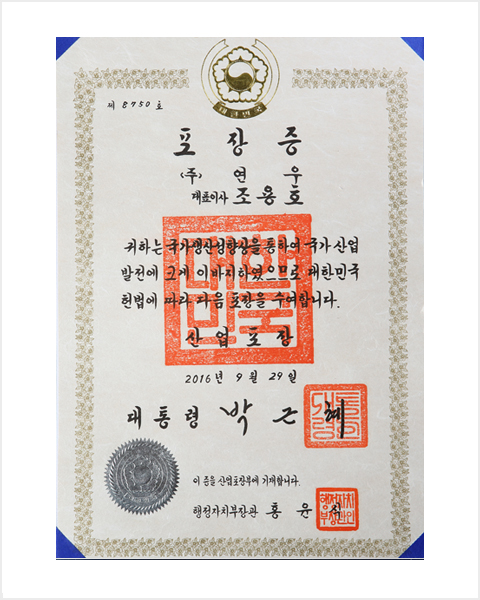 대한민국
제 8750 호
포장증
(주) 연우
대표이사 조용호
귀하는 국가생산성향상을 통하여 국가산업
발전에 크게 이바지하였으므로 대한민국
헌법에 따라 다음 포장을 수여합니다.
산업포장
2016년 9월 29일
대통령 박근혜
이 증을 산업포장부에 기재합니다.
행정자치부장관 홍윤식